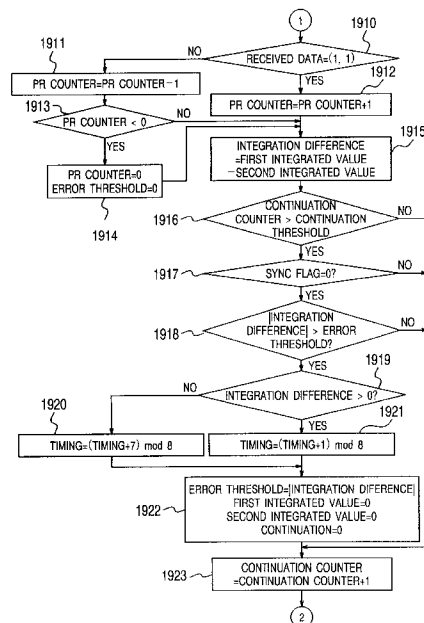 1
1910
1911
NO
RECEIVED DATA=(1, 1)
PR COUNTER=PR COUNTER−1
YES
1912
1913
PR COUNTER=PR COUNTER+1
PR COUNTER < 0
NO
1915
YES
INTEGRATION DIFFERENCE
=FIRST INTEGRATED VALUE
−SECOND INTEGRATED VALUE
PR COUNTER=0
ERROR THRESHOLD=0
1914
1916
CONTINUATION
COUNTER > CONTINUATION
THRESHOLD
NO
YES
1917
SYNC FLAG=0?
NO
YES
1918
|INTEGRATION
DIFFERENCE| > ERROR
THRESHOLD?
NO
YES
1919
NO
INTEGRATION DIFFERENCE > 0?
1920
YES
1921
TIMING=(TIMING+7) mod 8
TIMING=(TIMING+1) mod 8
1922
ERROR THRESHOLD=|INTEGRATION DIFERENCE|
FIRST INTEGRATED VALUE=0
SECOND INTEGRATED VALUE=0
CONTINUATION=0
1923
CONTINUATION COUNTER
=CONTINUATION COUNTER+1
2